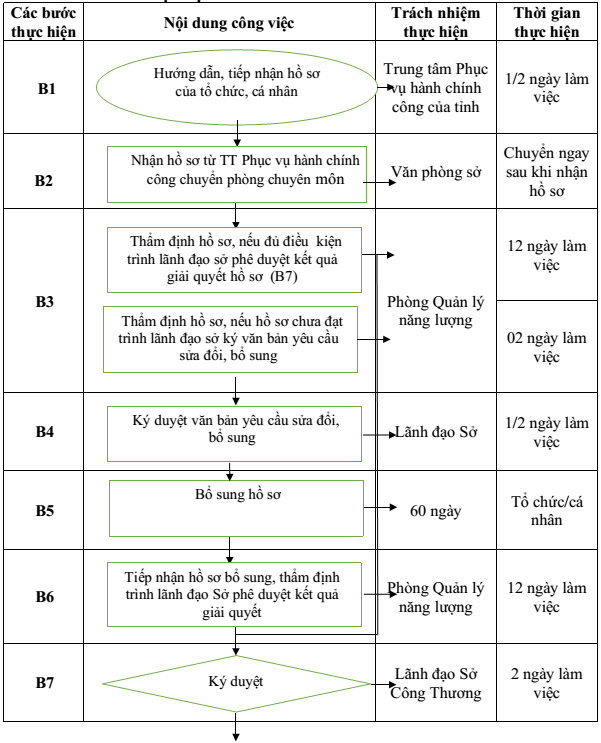 Các bước
thực hiện
Nội dung công việc
Trách nhiệm
thực hiện
Thời gian
thực hiện
B1
Hướng dẫn, tiếp nhận hồ sơ
của tổ chức, cá nhân
Trung tâm Phục
vụ hành chính
công của tỉnh
1/2 ngày làm
việc
B2
Nhận hồ sơ từ TT Phục vụ hành chính
công chuyển phòng chuyên môn
Văn phòng sở
Chuyển ngay
sau khi nhận
hồ sơ
B3
Thẩm định hồ sơ, nếu đủ điều kiện
trình lãnh đạo sở phê duyệt kết quả
giải quyết hồ sơ (B7)
Thẩm định hồ sơ, nếu hồ sơ chưa đạt
trình lãnh đạo sở ký văn bản yêu cầu
sửa đổi, bổ sung
Phòng Quản lý
năng lượng
12 ngày làm
việc
02 ngày làm
việc
B4
Ký duyệt văn bản yêu cầu sửa đổi,
bổ sung
Lãnh đạo Sở
1/2 ngày làm
việc
B5
Bổ sung hồ sơ
60 ngày
Tổ chức/cá
nhân
B6
Tiếp nhận hồ sơ bổ sung, thẩm định
trình lãnh đạo Sở phê duyệt kết quả
giải quyết
Phòng Quản lý
năng lượng
12 ngày làm
việc
B7
Ký duyệt
Lãnh đạo Sở
Công Thương
2 ngày làm
việc